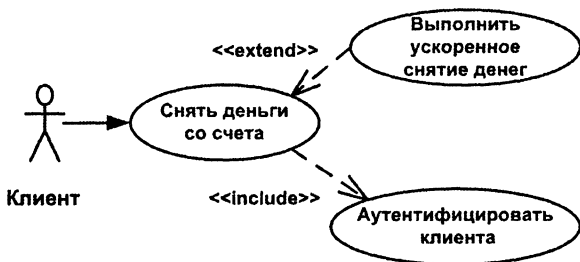 Выполнить
ускоренное
снятие денег
<<extend>>
Снять деньги
со счета
Клиент
<<include>>
Аутентифицировать
клиента